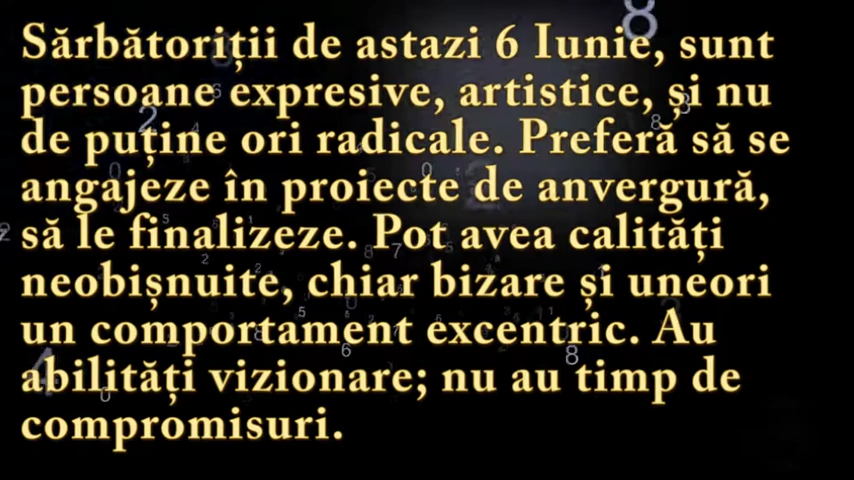 Sărbătoriții de astazi 6 Iunie, sunt
persoane expresive, artistice, și nu
de puține ori radicale. Preferă să se
angajeze în proiecte de anvergură,
să le finalizeze. Pot avea calități
neobișnuite, chiar bizare și uneori
un comportament excentric. Au
abilități vizionare; nu au timp de
compromisuri.